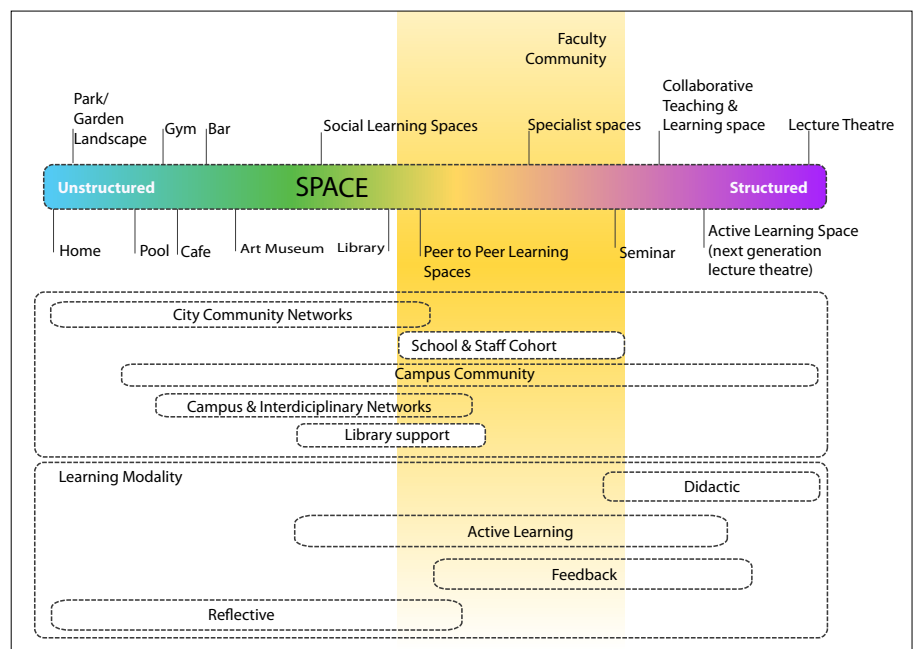 Faculty
Community
Park/
Garden
Landscape
Gym
Bar
Social Learning Spaces
Specialist spaces
Collaborative
Teaching &
Learning space
Lecture Theatre
Unstructured
SPACE
Structured
Home
Pool
Cafe
Art Museum
Library
Peer to Peer Learning
Spaces
Seminar
Active Learning Space
(next generation
lecture theatre)
City Community Networks
School & Staff Cohort
Campus Community
Campus & Interdiciplinary Networks
Library support
Learning Modality
Didactic
Active Learning
Feedback
Reflective